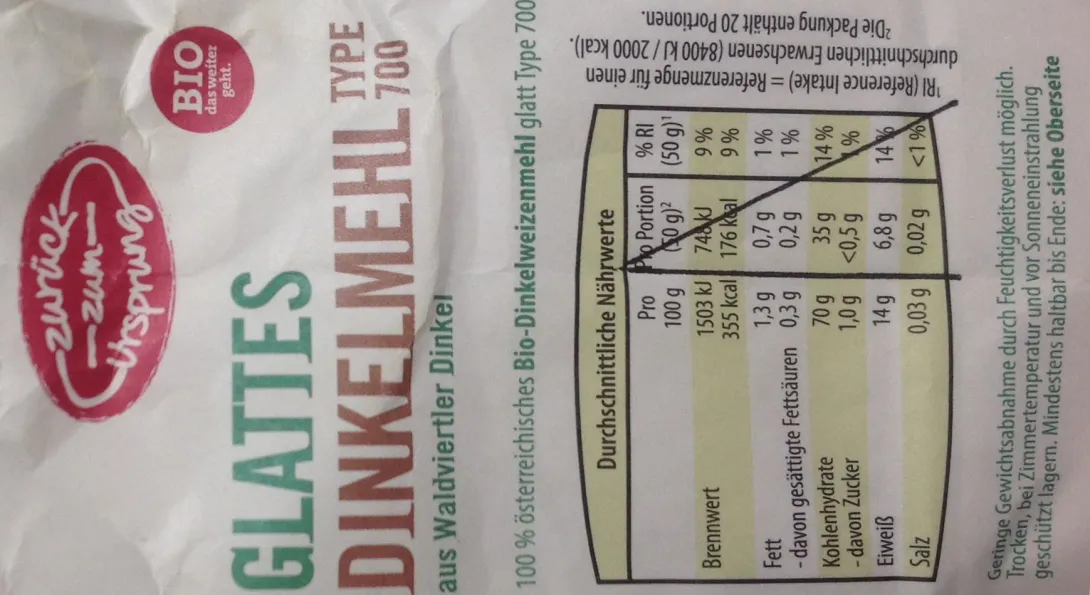 zurück
zum
Ursprung
BIO
das weiter
geht.
GLATTES
DINKELMEHL TYPE
700
aus Waldviertler Dinkel
100 % österreichisches Bio-Dinkelweizenmehl glatt Type 700
Durchschnittliche Nährwerte
Pro 100 g Pro Portion (50 g)² % RI (50 g)¹
Brennwert 1503 kJ 748 kJ 9 %
355 kcal 176 kcal 9 %
Fett 1,3 g 0,7 g 1 %
- davon gesättigte Fettsäuren 0,3 g 0,2 g 1 %
Kohlenhydrate 70 g 35 g 14 %
- davon Zucker 1,0 g <0,5 g 1 %
Eiweiß 14 g 6,8 g 14 %
Salz 0,03 g 0,02 g <1 %
¹RI (Reference Intake) = Referenzmenge für einen
durchschnittlichen Erwachsenen (8400 kJ / 2000 kcal).
²Die Packung enthält 20 Portionen.
Geringe Gewichtsabnahme durch Feuchtigkeitsverlust möglich.
Trocken, bei Zimmertemperatur und vor Sonneneinstrahlung
geschützt lagern. Mindestens haltbar bis Ende: siehe Oberseite